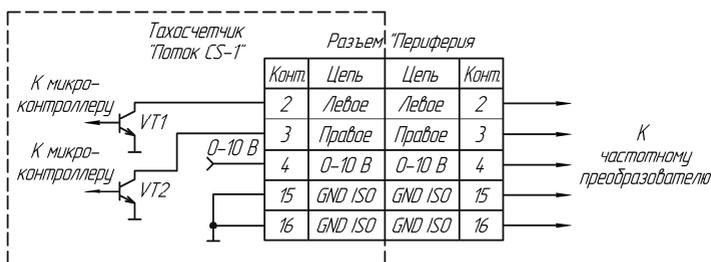 Тахосчетчик
"Поток CS-1"
Разъем "Периферия
К микро-
контроллеру
VT1
К микро-
контроллеру
VT2
0-10 В
Конт. Цепь Цепь Конт.
2 Левое Левое 2
3 Правое Правое 3
4 0-10 В 0-10 В 4
15 GND ISO GND ISO 15
16 GND ISO GND ISO 16
К
частотному
преобразователю